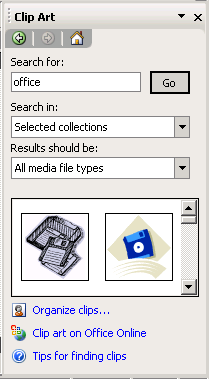 Clip Art
Search for:
office
Go
Search in:
Selected collections
Results should be:
All media file types
Organize clips...
Clip art on Office Online
Tips for finding clips